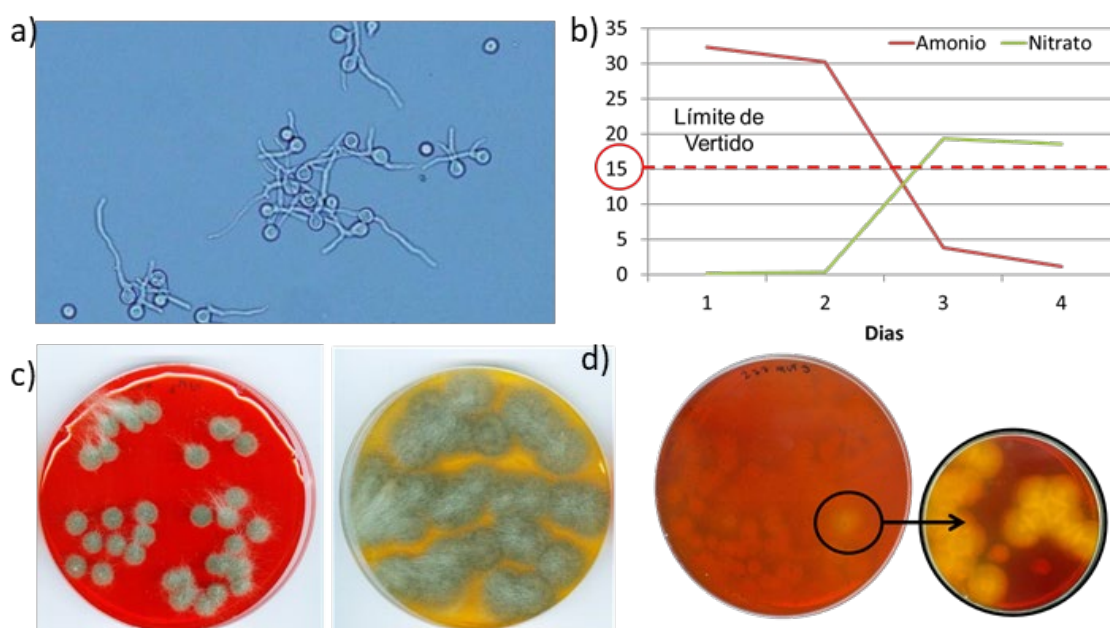 a)
b)
35
30
25
20
15
10
5
0
Amonio
Nitrato
Límite de
Vertido
1 2 3 4
Dias
c)
d)